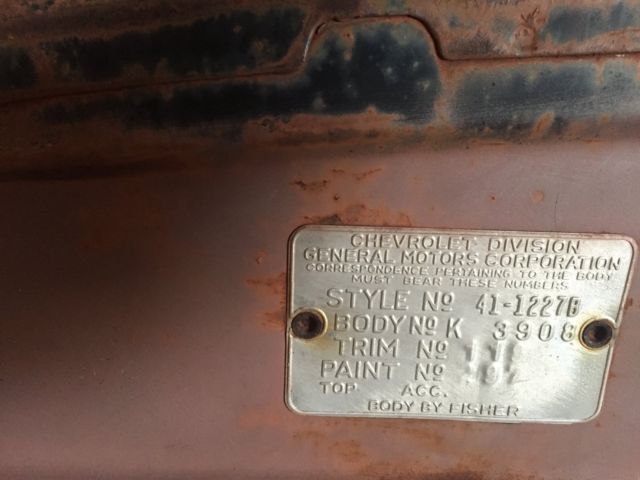 CHEVROLET DIVISION
GENERAL MOTORS CORPORATION
CORRESPONDENCE PERTAINING TO THE BODY
MUST BEAR THESE NUMBERS
STYLE No 41-1227B
BODY No K 3908
TRIM No
PAINT No
TOP ACC.
BODY BY FISHER